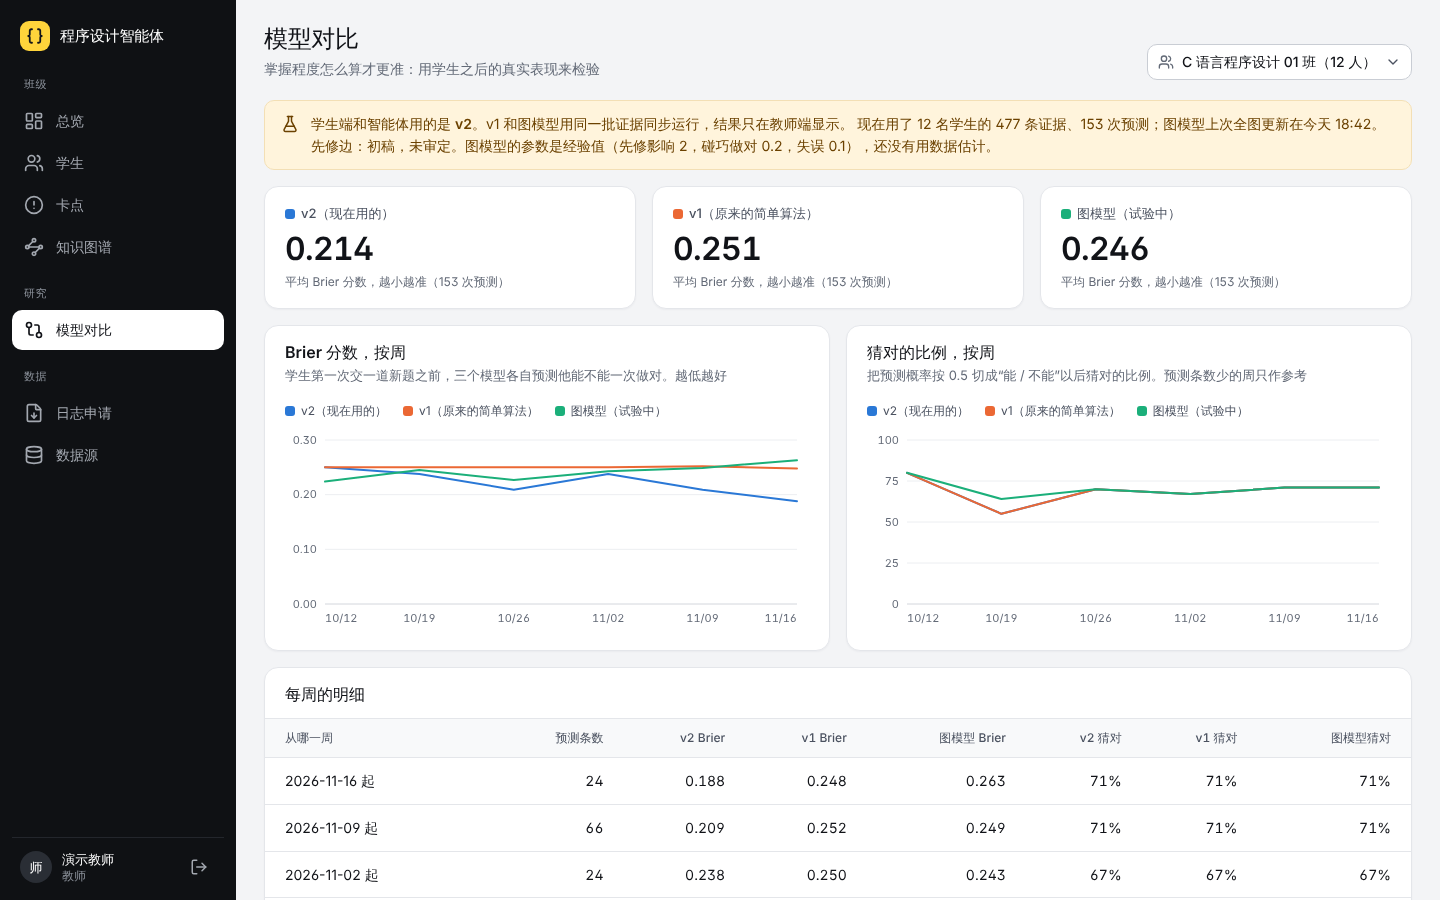 {} 程序设计智能体
班级
总览
学生
卡点
知识图谱
研究
模型对比
数据
日志申请
数据源
师
演示教师
教师
模型对比
掌握程度怎么算才更准：用学生之后的真实表现来检验
C 语言程序设计 01 班（12 人）
学生端和智能体用的是 v2。v1 和图模型用同一批证据同步运行，结果只在教师端显示。 现在用了 12 名学生的 477 条证据、153 次预测；图模型上次全图更新在今天 18:42。
先修边：初稿，未审定。图模型的参数是经验值（先修影响 2，碰巧做对 0.2，失误 0.1），还没有用数据估计。
v2（现在用的）
0.214
平均 Brier 分数，越小越准（153 次预测）
v1（原来的简单算法）
0.251
平均 Brier 分数，越小越准（153 次预测）
图模型（试验中）
0.246
平均 Brier 分数，越小越准（153 次预测）
Brier 分数，按周
学生第一次交一道新题之前，三个模型各自预测他能不能一次做对。越低越好
v2（现在用的） v1（原来的简单算法） 图模型（试验中）
0.30
0.20
0.10
0.00
10/12 10/19 10/26 11/02 11/09 11/16
猜对的比例，按周
把预测概率按 0.5 切成“能 / 不能”以后猜对的比例。预测条数少的周只作参考
v2（现在用的） v1（原来的简单算法） 图模型（试验中）
100
75
50
25
0
10/12 10/19 10/26 11/02 11/09 11/16
每周的明细
从哪一周 预测条数 v2 Brier v1 Brier 图模型 Brier v2 猜对 v1 猜对 图模型猜对
2026-11-16 起 24 0.188 0.248 0.263 71% 71% 71%
2026-11-09 起 66 0.209 0.252 0.249 71% 71% 71%
2026-11-02 起 24 0.238 0.250 0.243 67% 67% 67%